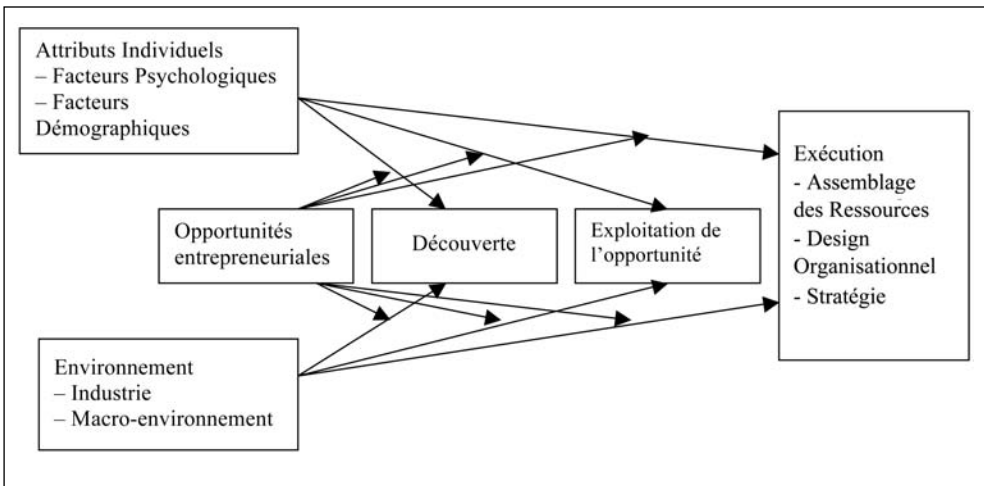 Attributs Individuels
– Facteurs Psychologiques
– Facteurs
Démographiques
Opportunités
entrepreneuriales
Découverte
Exploitation de
l’opportunité
Exécution
- Assemblage
des Ressources
- Design
Organisationnel
- Stratégie
Environnement
– Industrie
– Macro-environnement